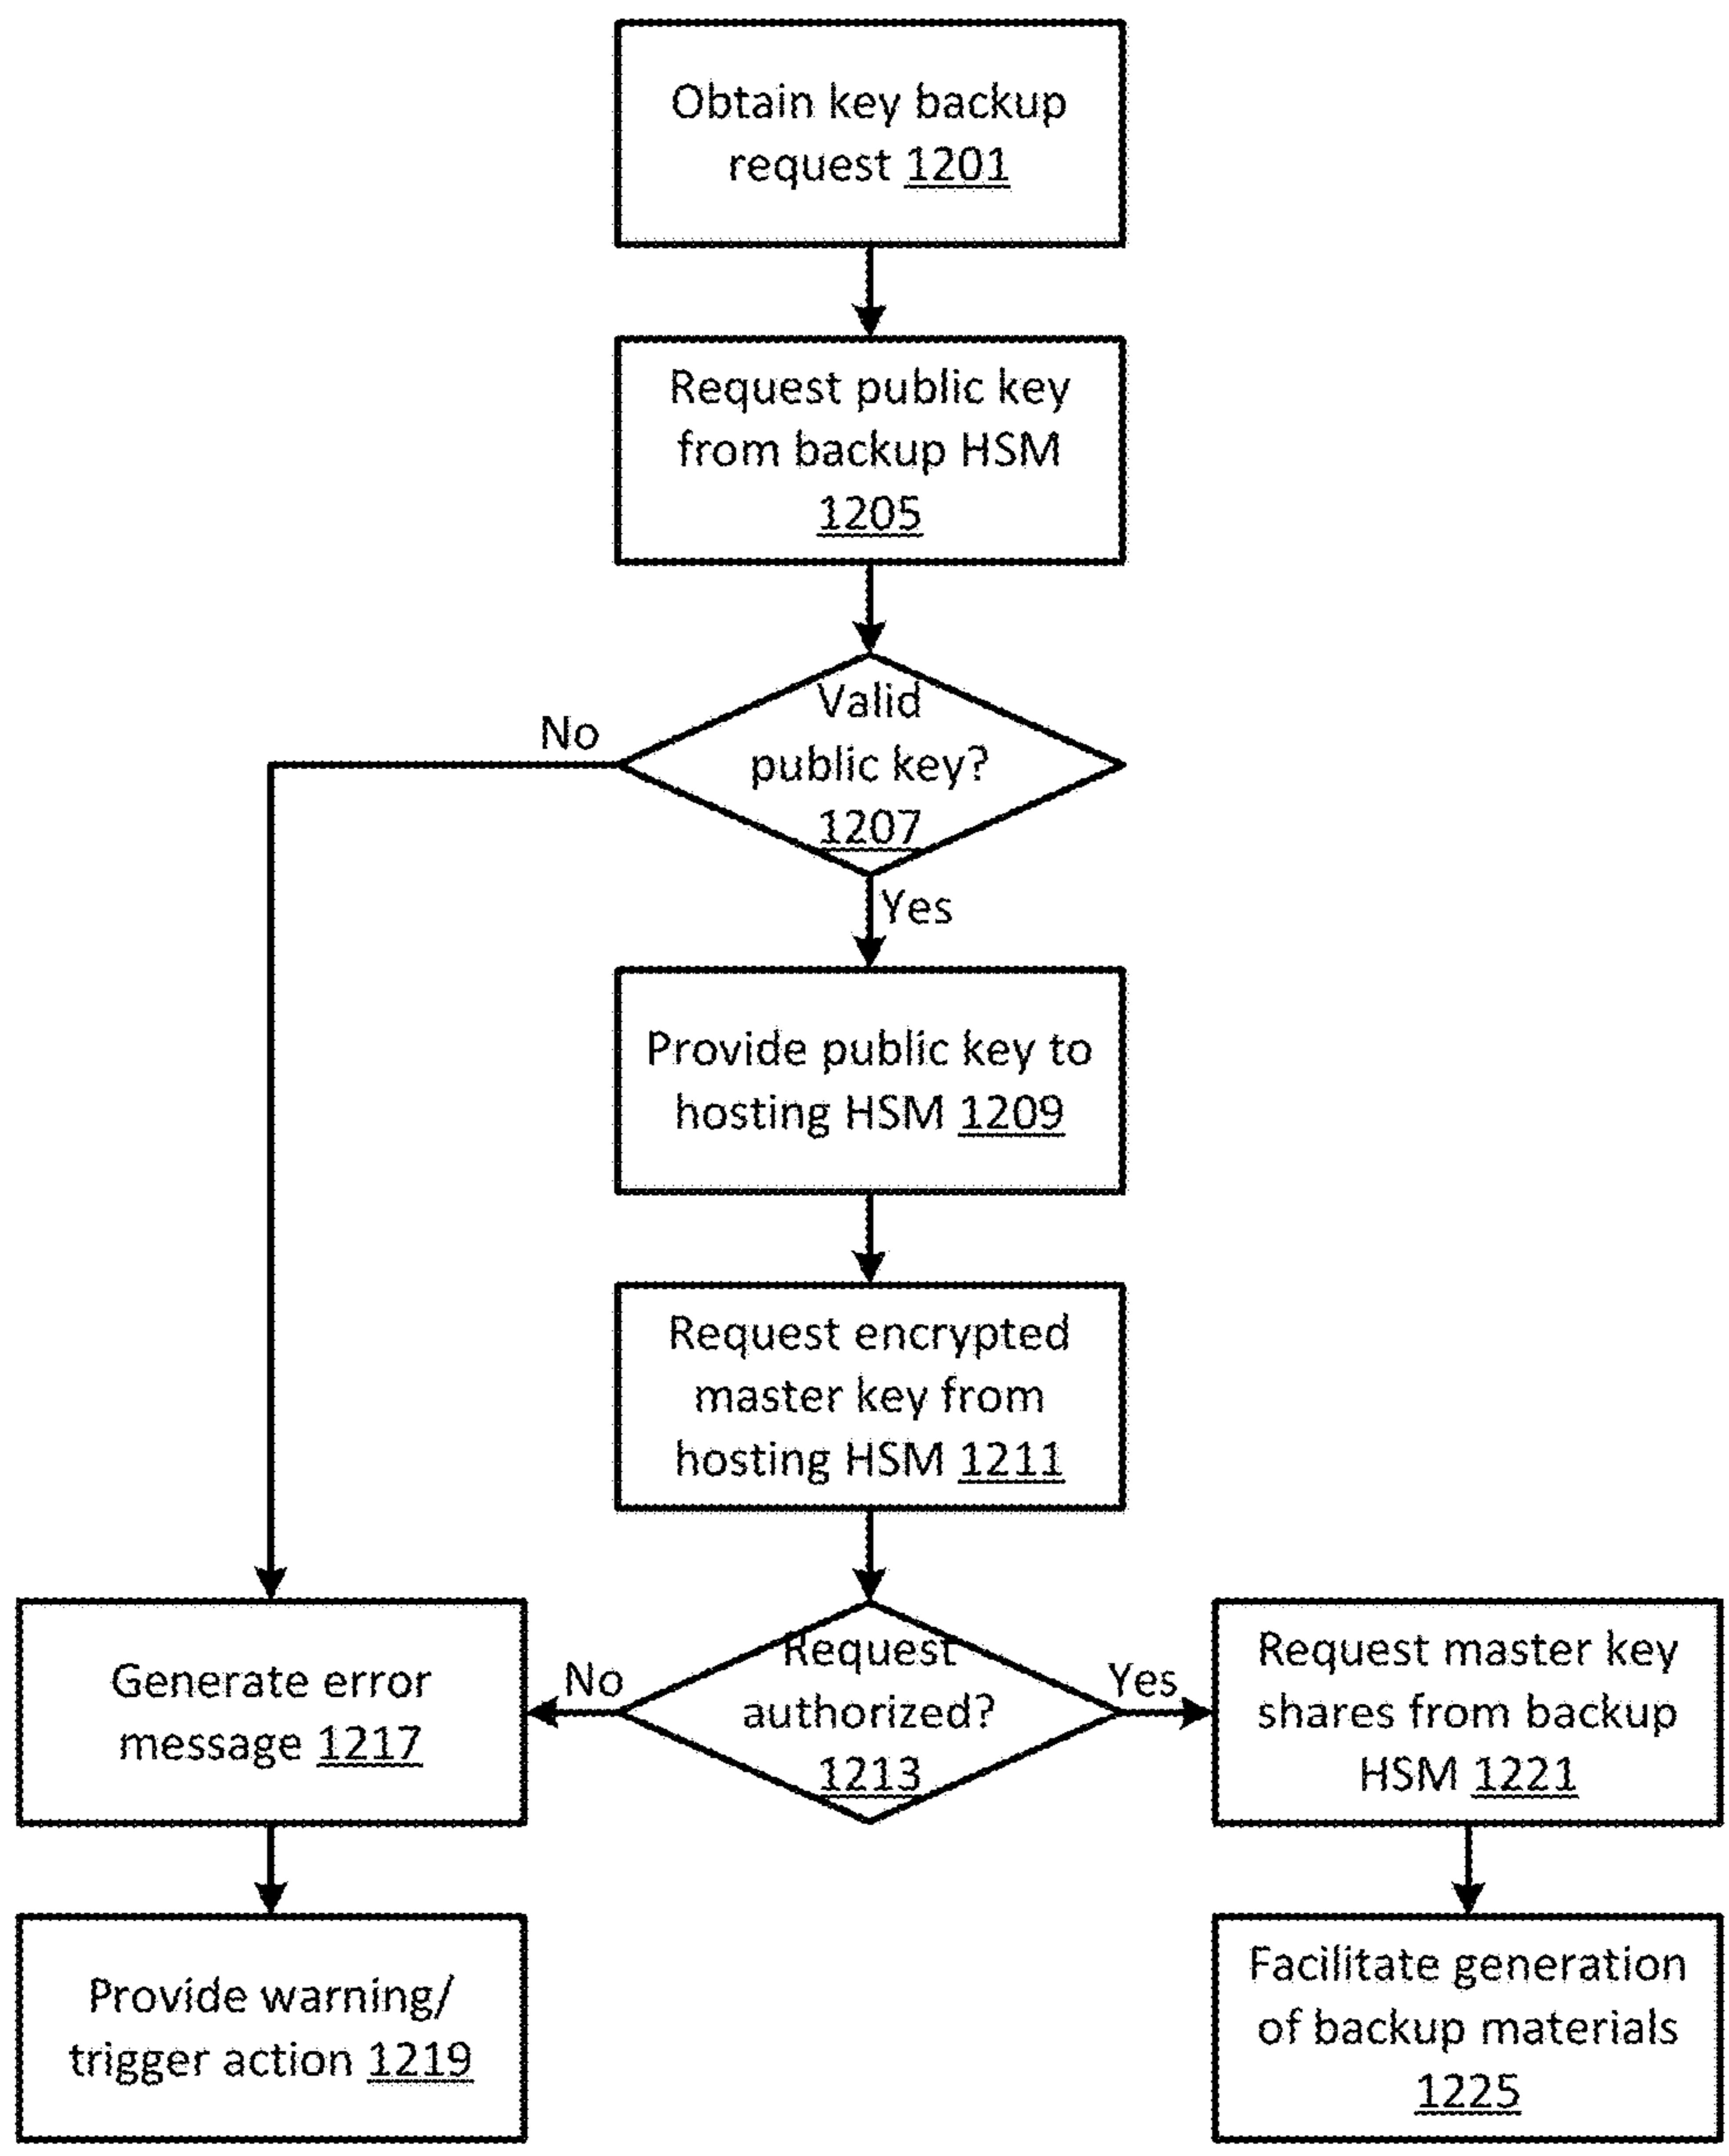 Obtain key backup
request 1201
Request public key
from backup HSM
1205
Valid
public key?
1207
No
Yes
Provide public key to
hosting HSM 1209
Request encrypted
master key from
hosting HSM 1211
Request
authorized?
1213
No
Yes
Generate error
message 1217
Request master key
shares from backup
HSM 1221
Provide warning/
trigger action 1219
Facilitate generation
of backup materials
1225